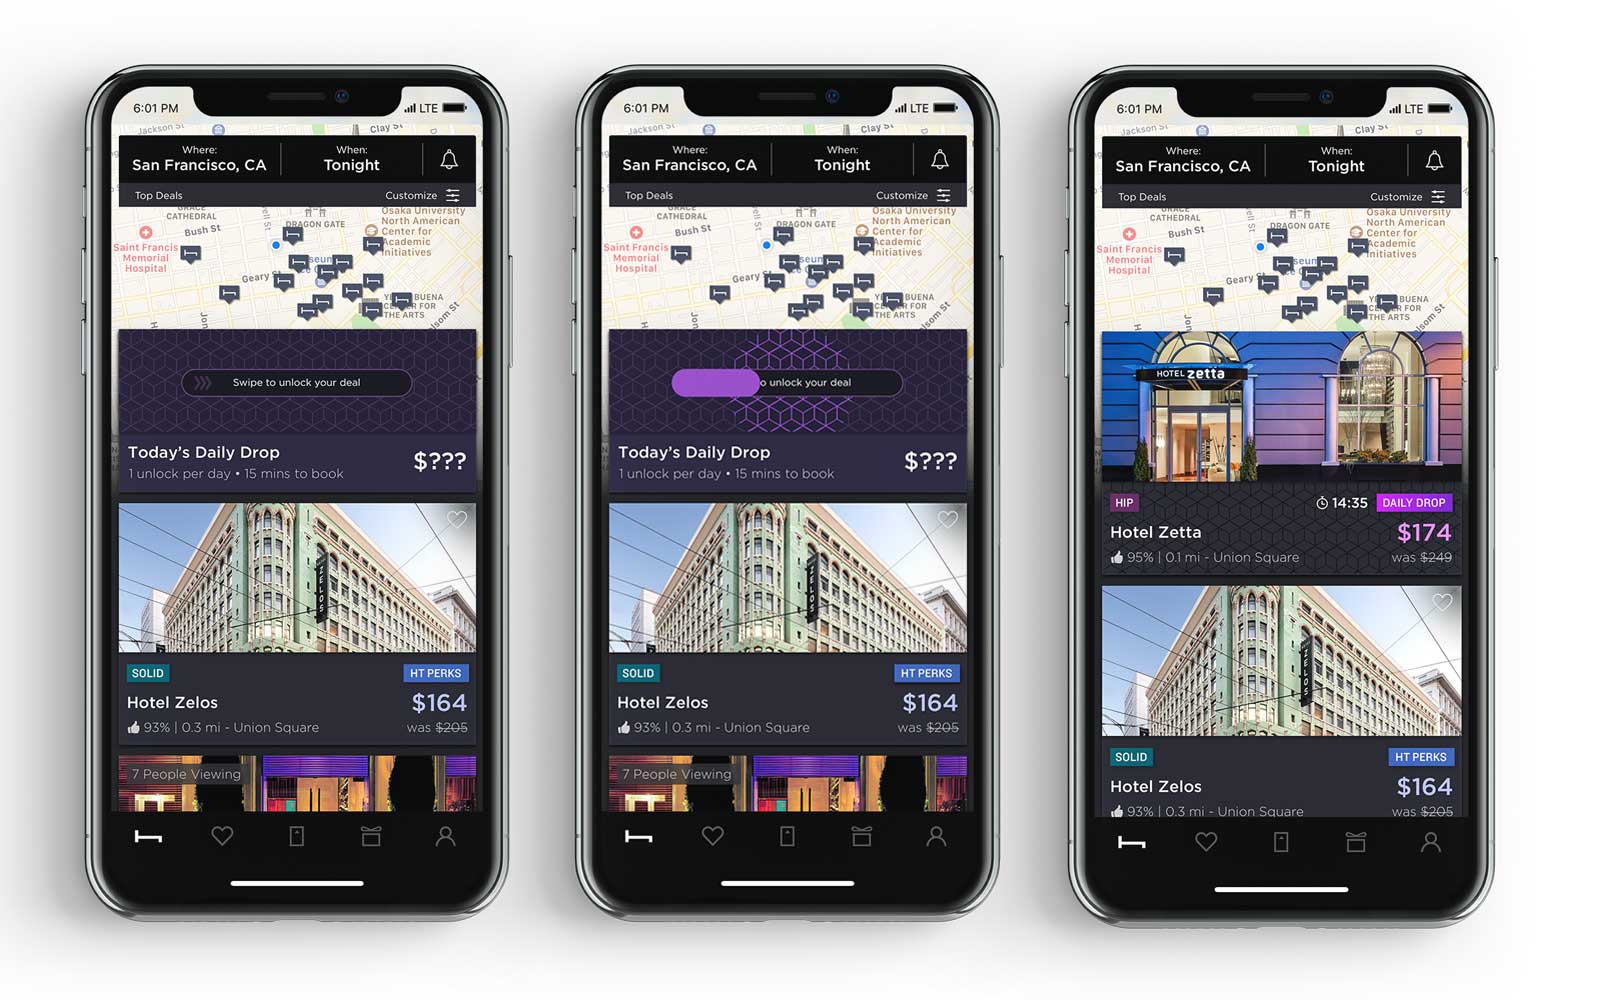 6:01 PM
LTE
Jackson St
Clay St
Where:
San Francisco, CA
When:
Tonight
Top Deals
Customize
GRACE
CATHEDRAL
Bush St
DRAGON GATE
Osaka University
North American
Center for
Academic
Initiatives
Saint Francis
Memorial
Hospital
Geary St
BUENA
CENTER FOR
THE ARTS
Swipe to unlock your deal
Today's Daily Drop
1 unlock per day • 15 mins to book
$???
ZELOS
SOLID
HT PERKS
Hotel Zelos
$164
93% | 0.3 mi - Union Square
was $205
7 People Viewing
6:01 PM
LTE
Jackson St
Clay St
Where:
San Francisco, CA
When:
Tonight
Top Deals
Customize
GRACE
CATHEDRAL
Bush St
DRAGON GATE
Osaka University
North American
Center for
Academic
Initiatives
Saint Francis
Memorial
Hospital
Geary St
BUENA
CENTER FOR
THE ARTS
o unlock your deal
Today's Daily Drop
1 unlock per day • 15 mins to book
$???
ZELOS
SOLID
HT PERKS
Hotel Zelos
$164
93% | 0.3 mi - Union Square
was $205
7 People Viewing
6:01 PM
LTE
Jackson St
Clay St
Where:
San Francisco, CA
When:
Tonight
Top Deals
Customize
GRACE
CATHEDRAL
Bush St
DRAGON GATE
Osaka University
North American
Center for
Academic
Initiatives
Saint Francis
Memorial
Hospital
Geary St
BUENA
CENTER FOR
THE ARTS
HOTEL zetta
HIP
14:35
DAILY DROP
Hotel Zetta
$174
95% | 0.1 mi - Union Square
was $249
ZELOS
SOLID
HT PERKS
Hotel Zelos
$164
93% | 0.3 mi - Union Square
was $205